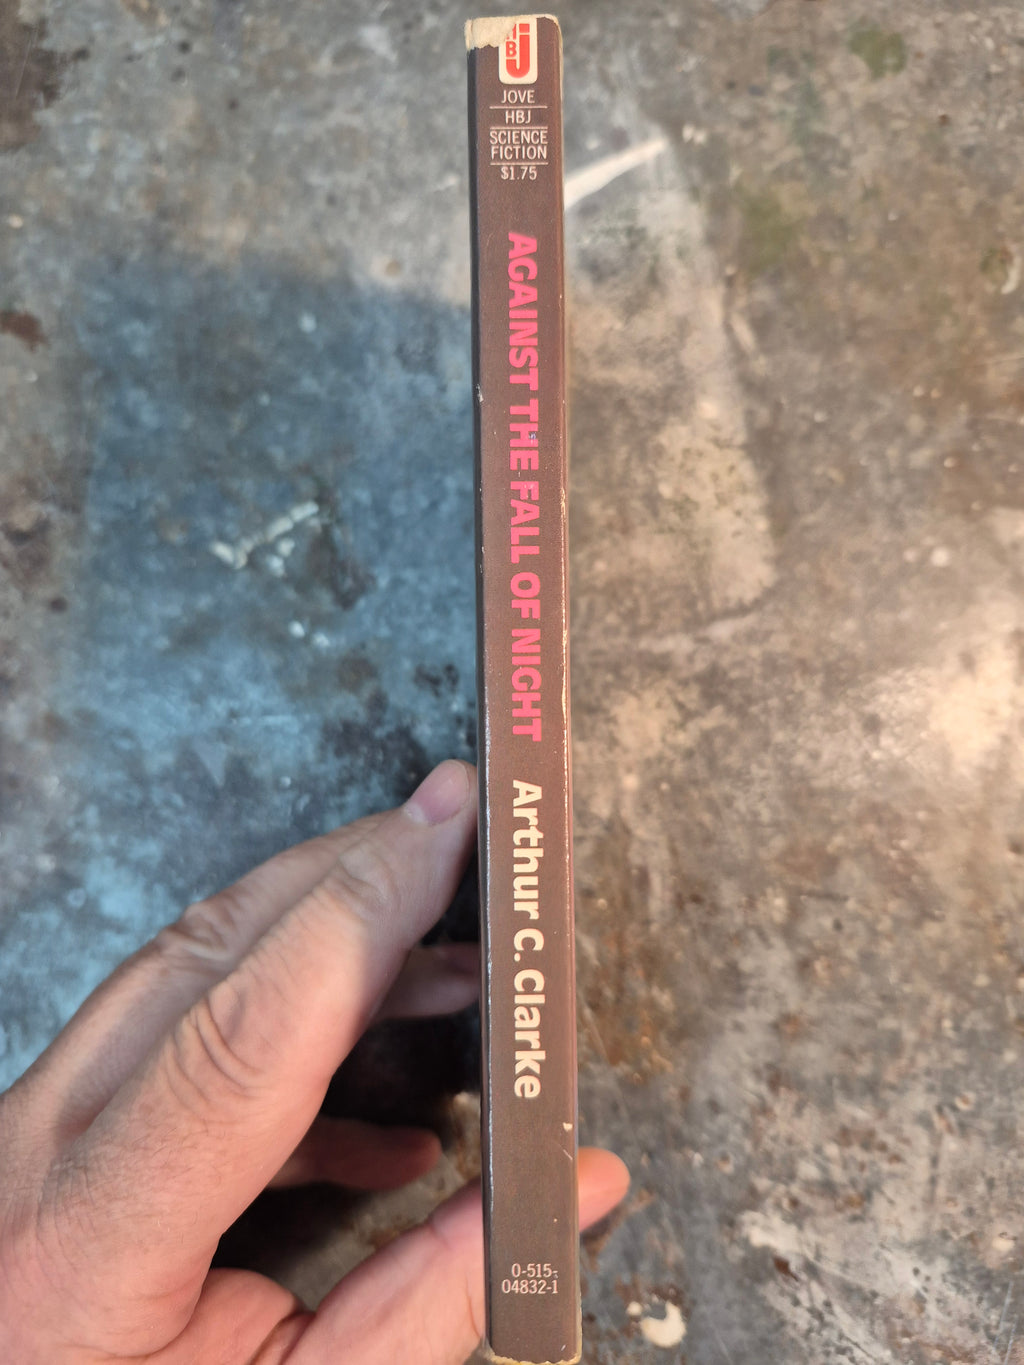 HBJ
JOVE
HBJ
SCIENCE
FICTION
$1.75
AGAINST THE FALL OF NIGHT
Arthur C. Clarke
0-515-
04832-1